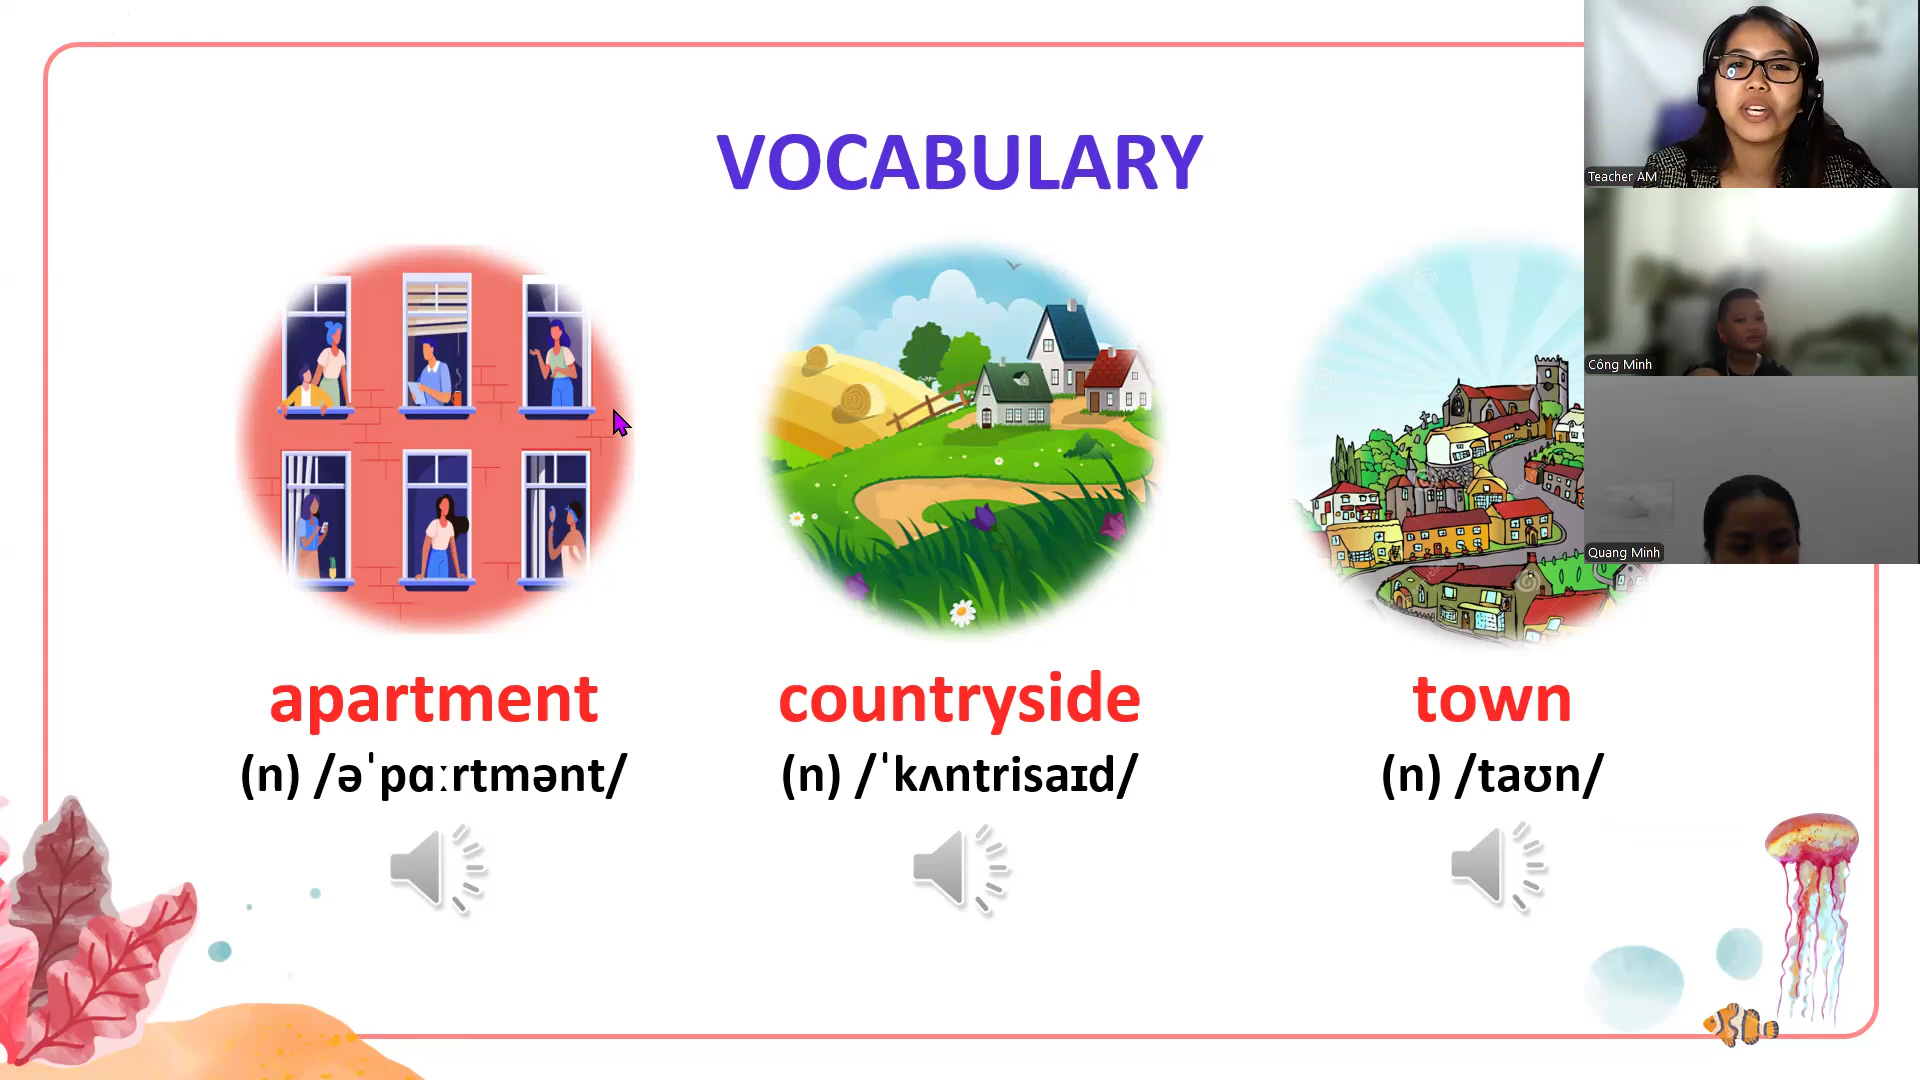 VOCABULARY
apartment
(n) /əˈpɑːrtmənt/
countryside
(n) /ˈkʌntrisaɪd/
town
(n) /taʊn/
Teacher AM
Công Minh
Quang Minh